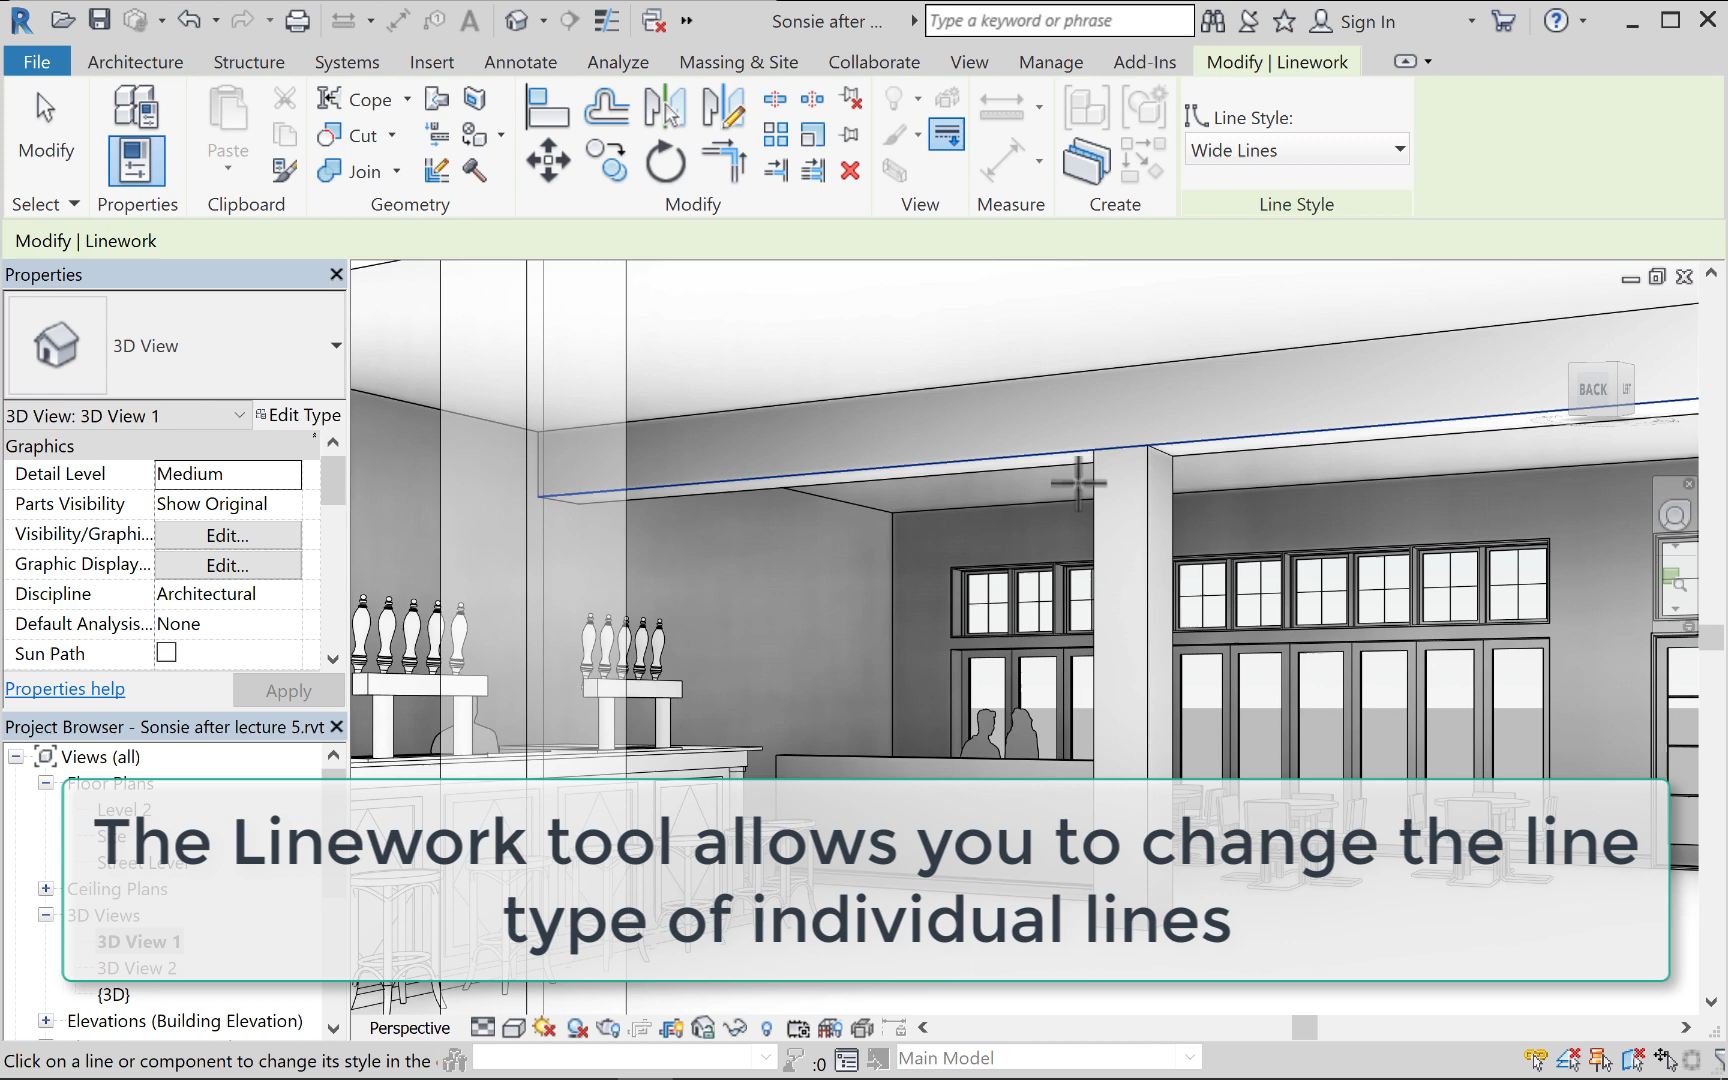 Sonsie after ...
Type a keyword or phrase
Sign In
File
Architecture
Structure
Systems
Insert
Annotate
Analyze
Massing & Site
Collaborate
View
Manage
Add-Ins
Modify | Linework
Modify
Paste
Cope
Cut
Join
Line Style:
Wide Lines
Select
Properties
Clipboard
Geometry
Modify
View
Measure
Create
Line Style
Modify | Linework
Properties
3D View
3D View: 3D View 1
Edit Type
Graphics
Detail Level Medium
Parts Visibility Show Original
Visibility/Graphi... Edit...
Graphic Display... Edit...
Discipline Architectural
Default Analysis... None
Sun Path
Properties help
Apply
BACK
Project Browser - Sonsie after lecture 5.rvt
Views (all)
Floor Plans
Level 2
Street Level
Ceiling Plans
3D Views
3D View 1
3D View 2
{3D}
Elevations (Building Elevation)
The Linework tool allows you to change the line
type of individual lines
Perspective
Click on a line or component to change its style in the
:0
Main Model